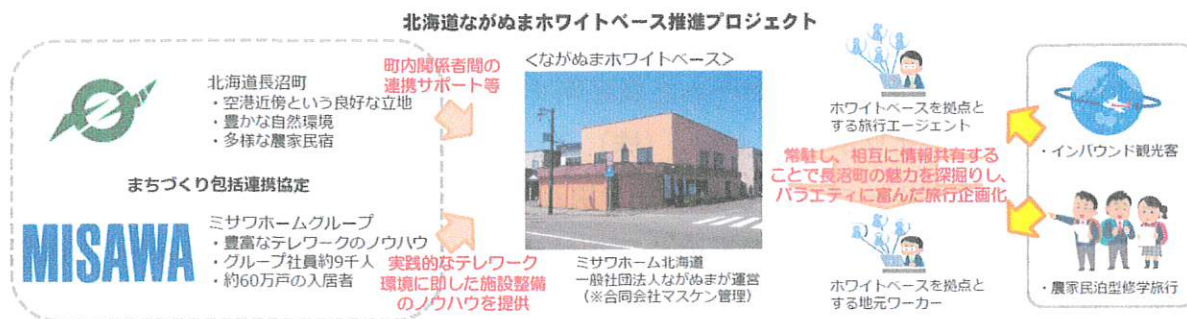 北海道ながぬまホワイトベース推進プロジェクト
北海道長沼町
・空港近傍という良好な立地
・豊かな自然環境
・多様な農家民宿
まちづくり包括連携協定
MISAWA
ミサワホームグループ
・豊富なテレワークのノウハウ
・グループ社員約9千人
・約60万戸の入居者
町内関係者間の
連携サポート等
実践的なテレワーク
環境に即した施設整備
のノウハウを提供
<ながぬまホワイトベース>
ミサワホーム北海道
一般社団法人ながぬまが運営
(※合同会社マスケン管理)
ホワイトベースを拠点と
する旅行エージェント
常駐し、相互に情報共有する
ことで長沼町の魅力を深掘りし、
バラエティに富んだ旅行企画化
ホワイトベースを拠点と
する地元ワーカー
・インバウンド観光客
・農家民泊型修学旅行